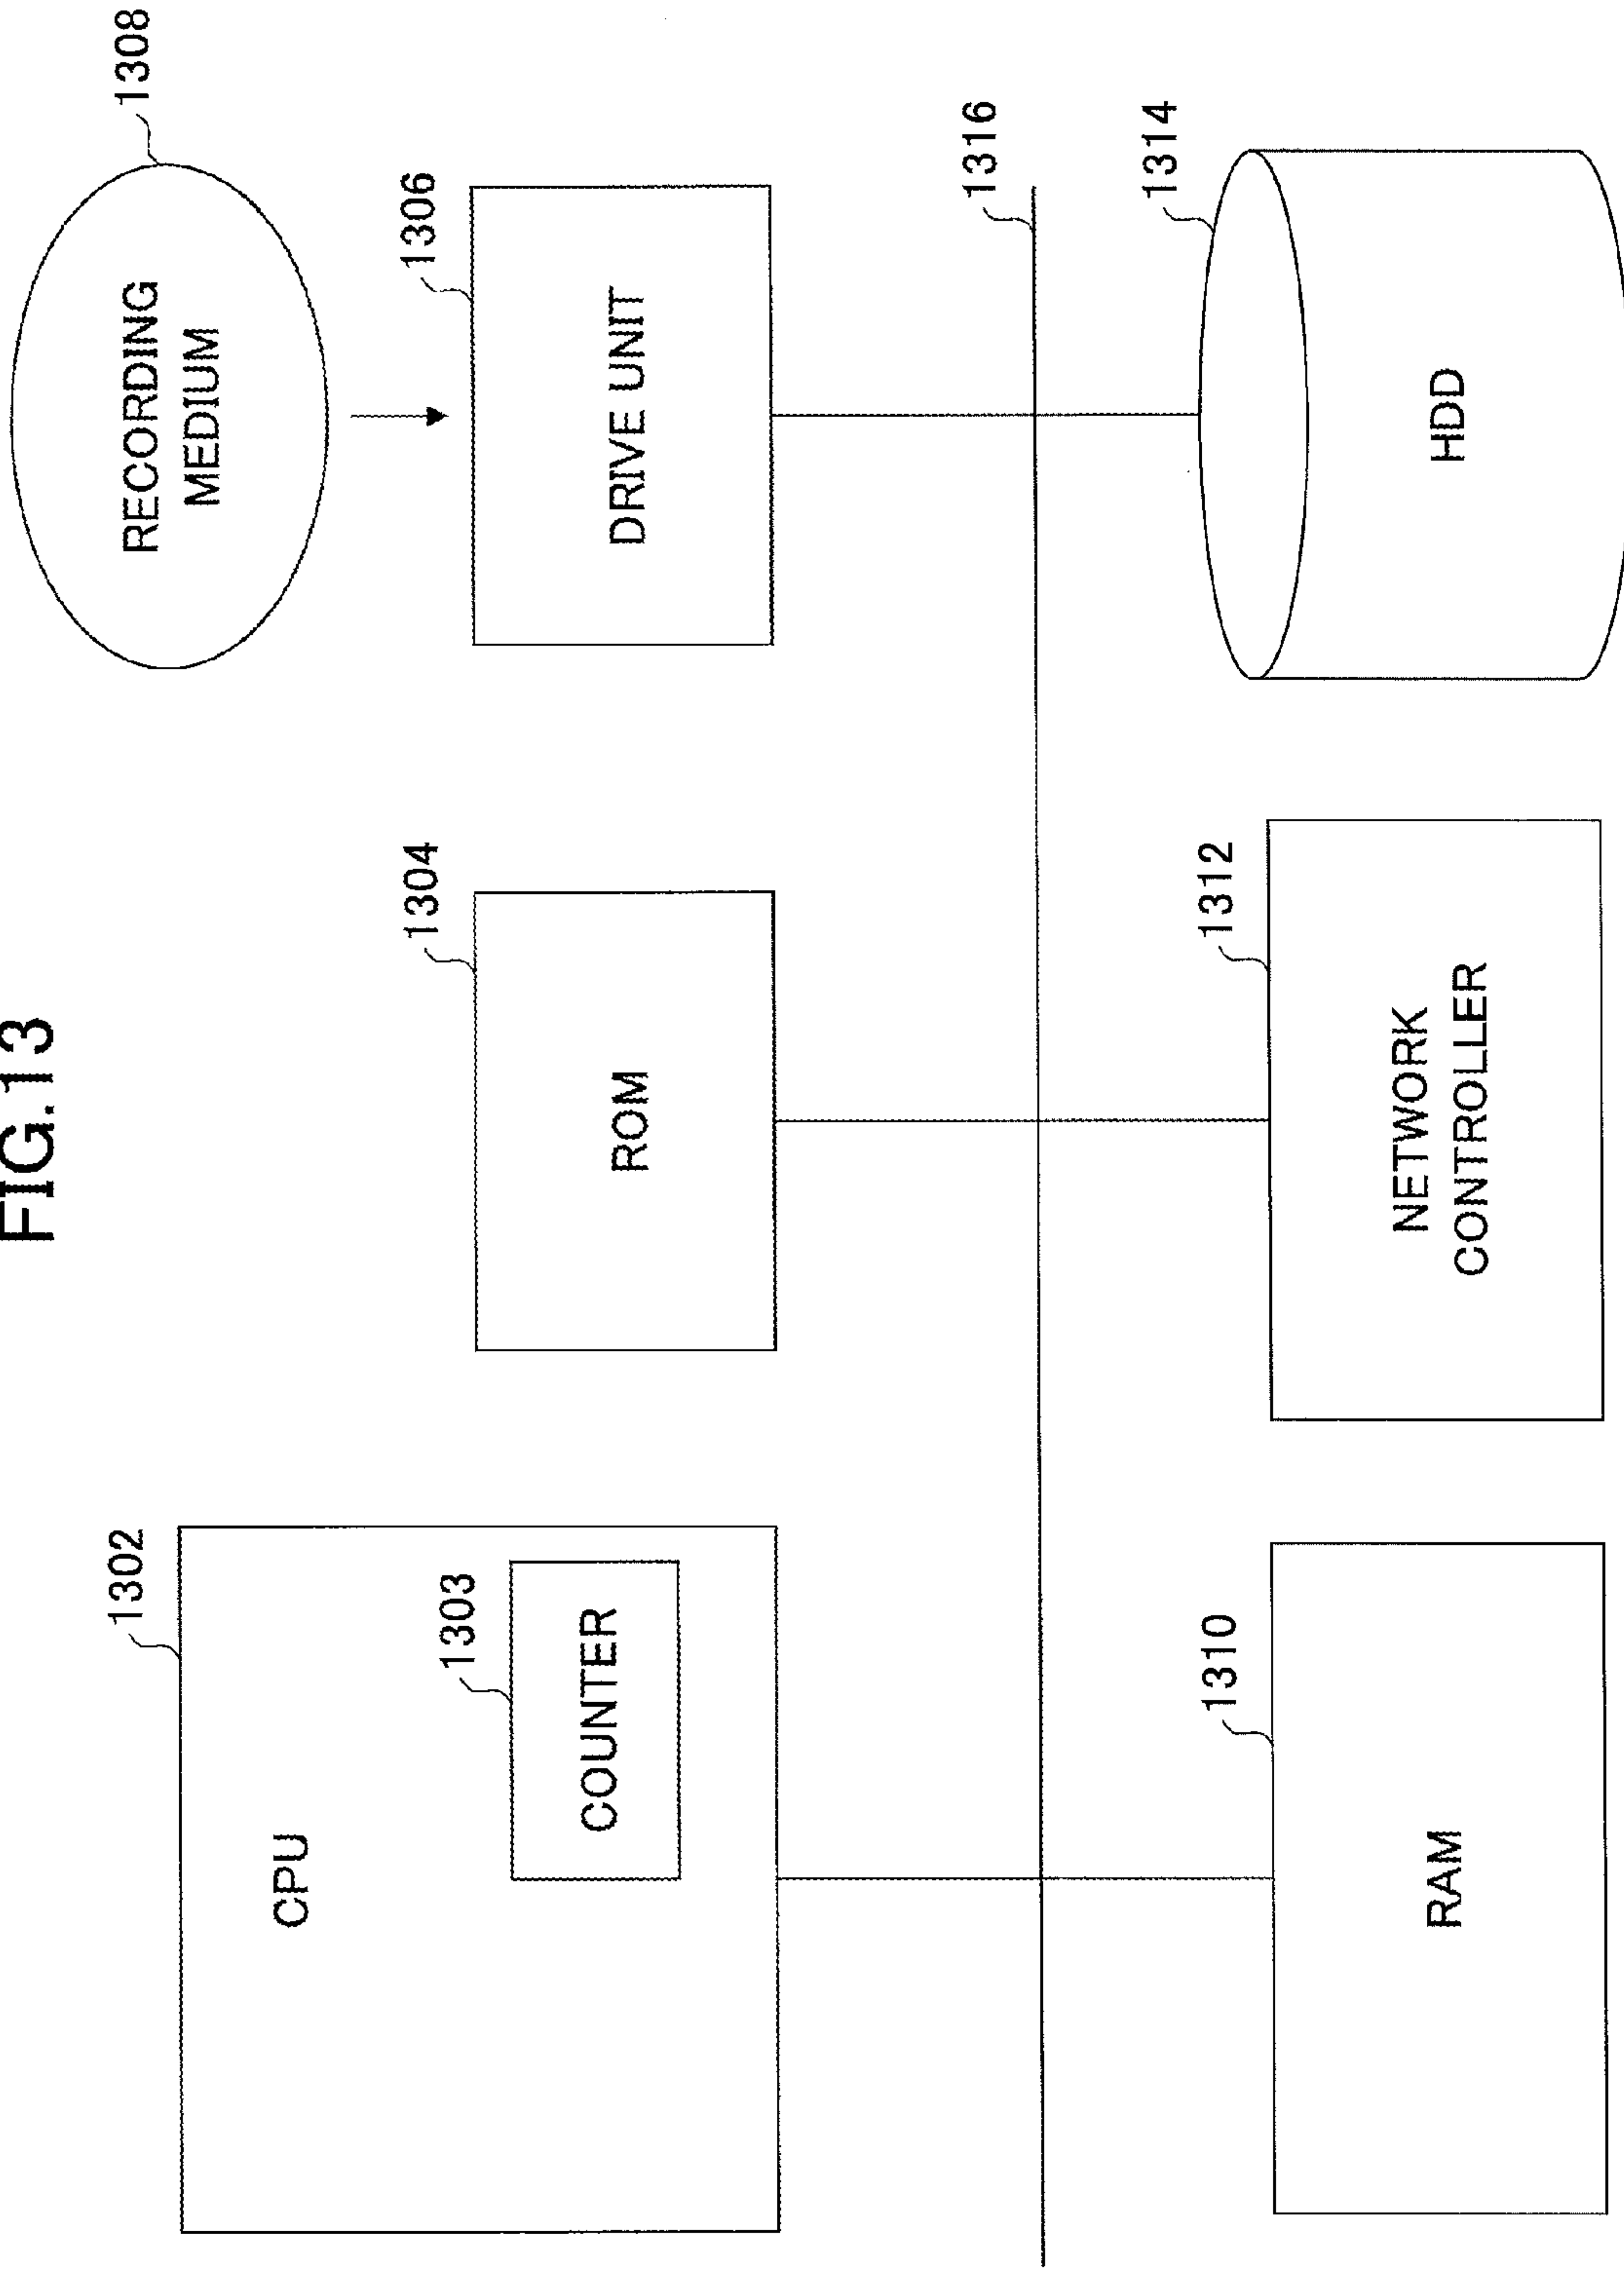 FIG.13
1302
CPU
1303
COUNTER
1304
ROM
1308
RECORDING
MEDIUM
1306
DRIVE UNIT
1316
1310
RAM
1312
NETWORK
CONTROLLER
1314
HDD